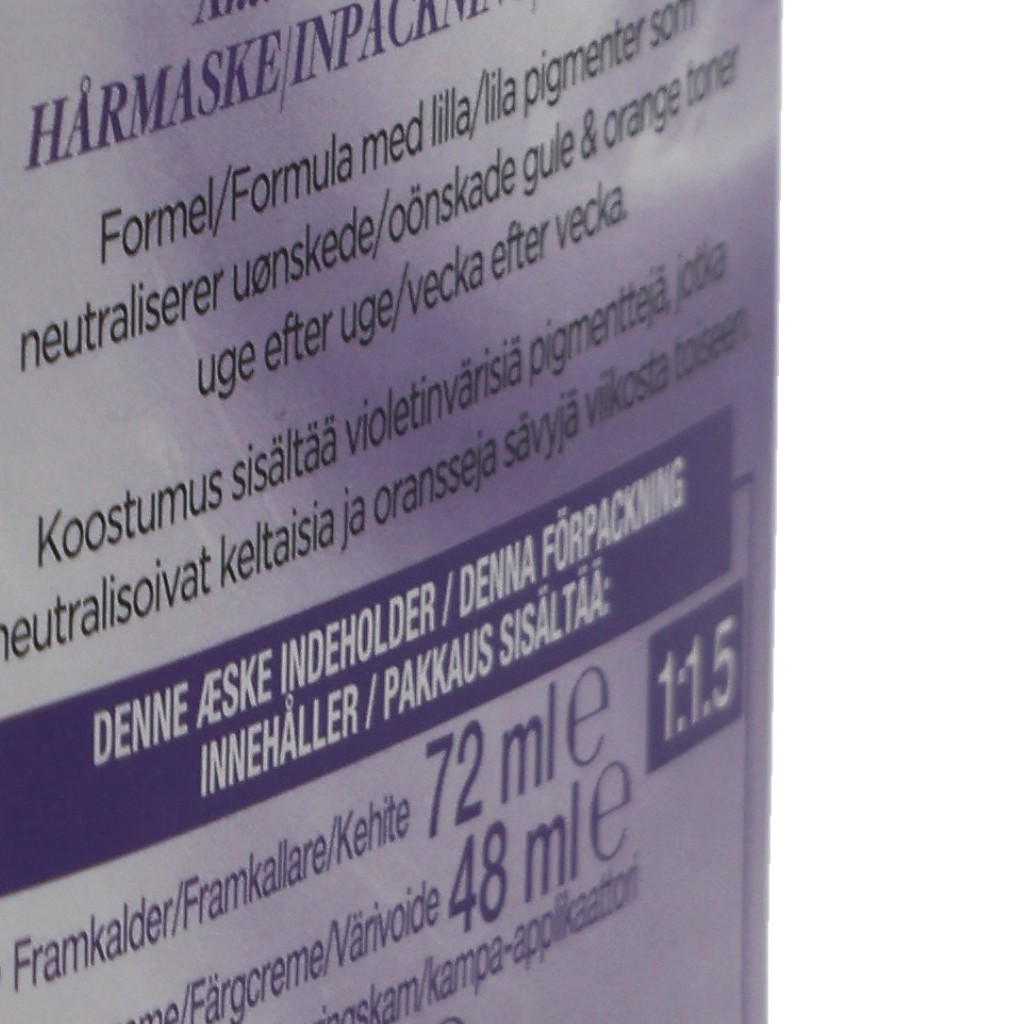 HÅRMASKE/INPACKNING
Formel/Formula med lilla/lila pigmenter som
neutraliserer uønskede/oönskade gule & orange toner
uge efter uge/vecka efter vecka.
Koostumus sisältää violetinvärisiä pigmenttejä, jotka
neutralisoivat keltaisia ja oransseja sävyjä viikosta toiseen.
DENNE ÆSKE INDEHOLDER / DENNA FÖRPACKNING
INNEHÅLLER / PAKKAUS SISÄLTÄÄ:
Framkalder/Framkallare/Kehite 72 ml e
1:1.5
/Färgcreme/Värivoide 48 ml e
/kampa-applikaattori